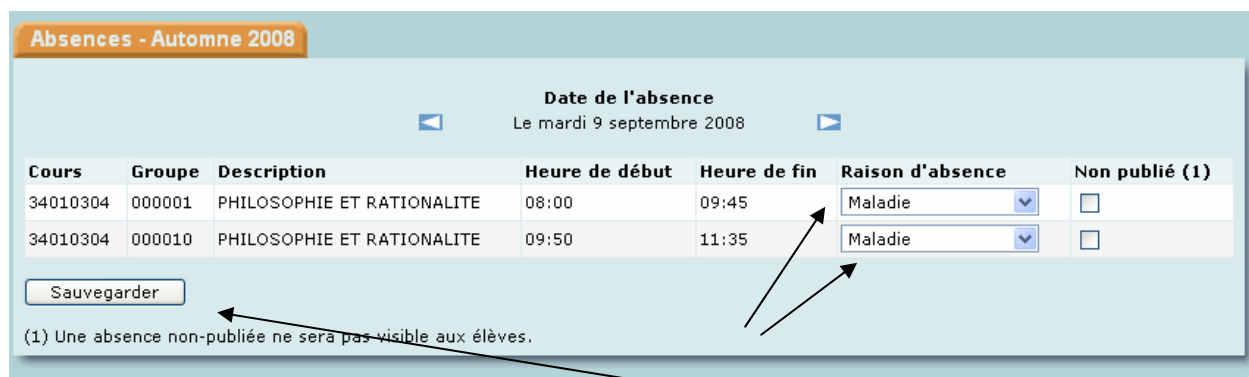 Absences - Automne 2008
Date de l'absence
Le mardi 9 septembre 2008
Cours Groupe Description Heure de début Heure de fin Raison d'absence Non publié (1)
34010304 000001 PHILOSOPHIE ET RATIONALITE 08:00 09:45 Maladie
34010304 000010 PHILOSOPHIE ET RATIONALITE 09:50 11:35 Maladie
Sauvegarder
(1) Une absence non-publiée ne sera pas visible aux élèves.